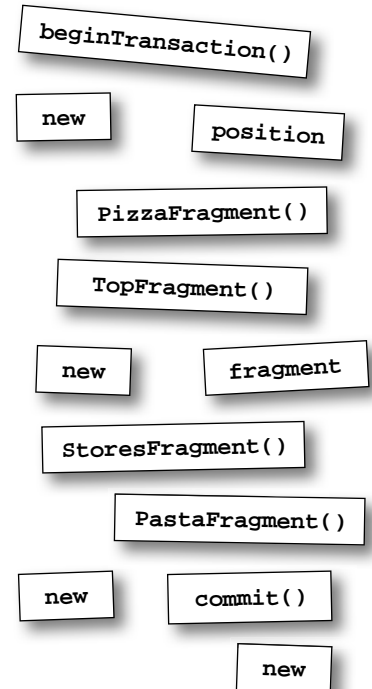 beginTransaction()
new
position
PizzaFragment()
TopFragment()
new
fragment
StoresFragment()
PastaFragment()
new
commit()
new